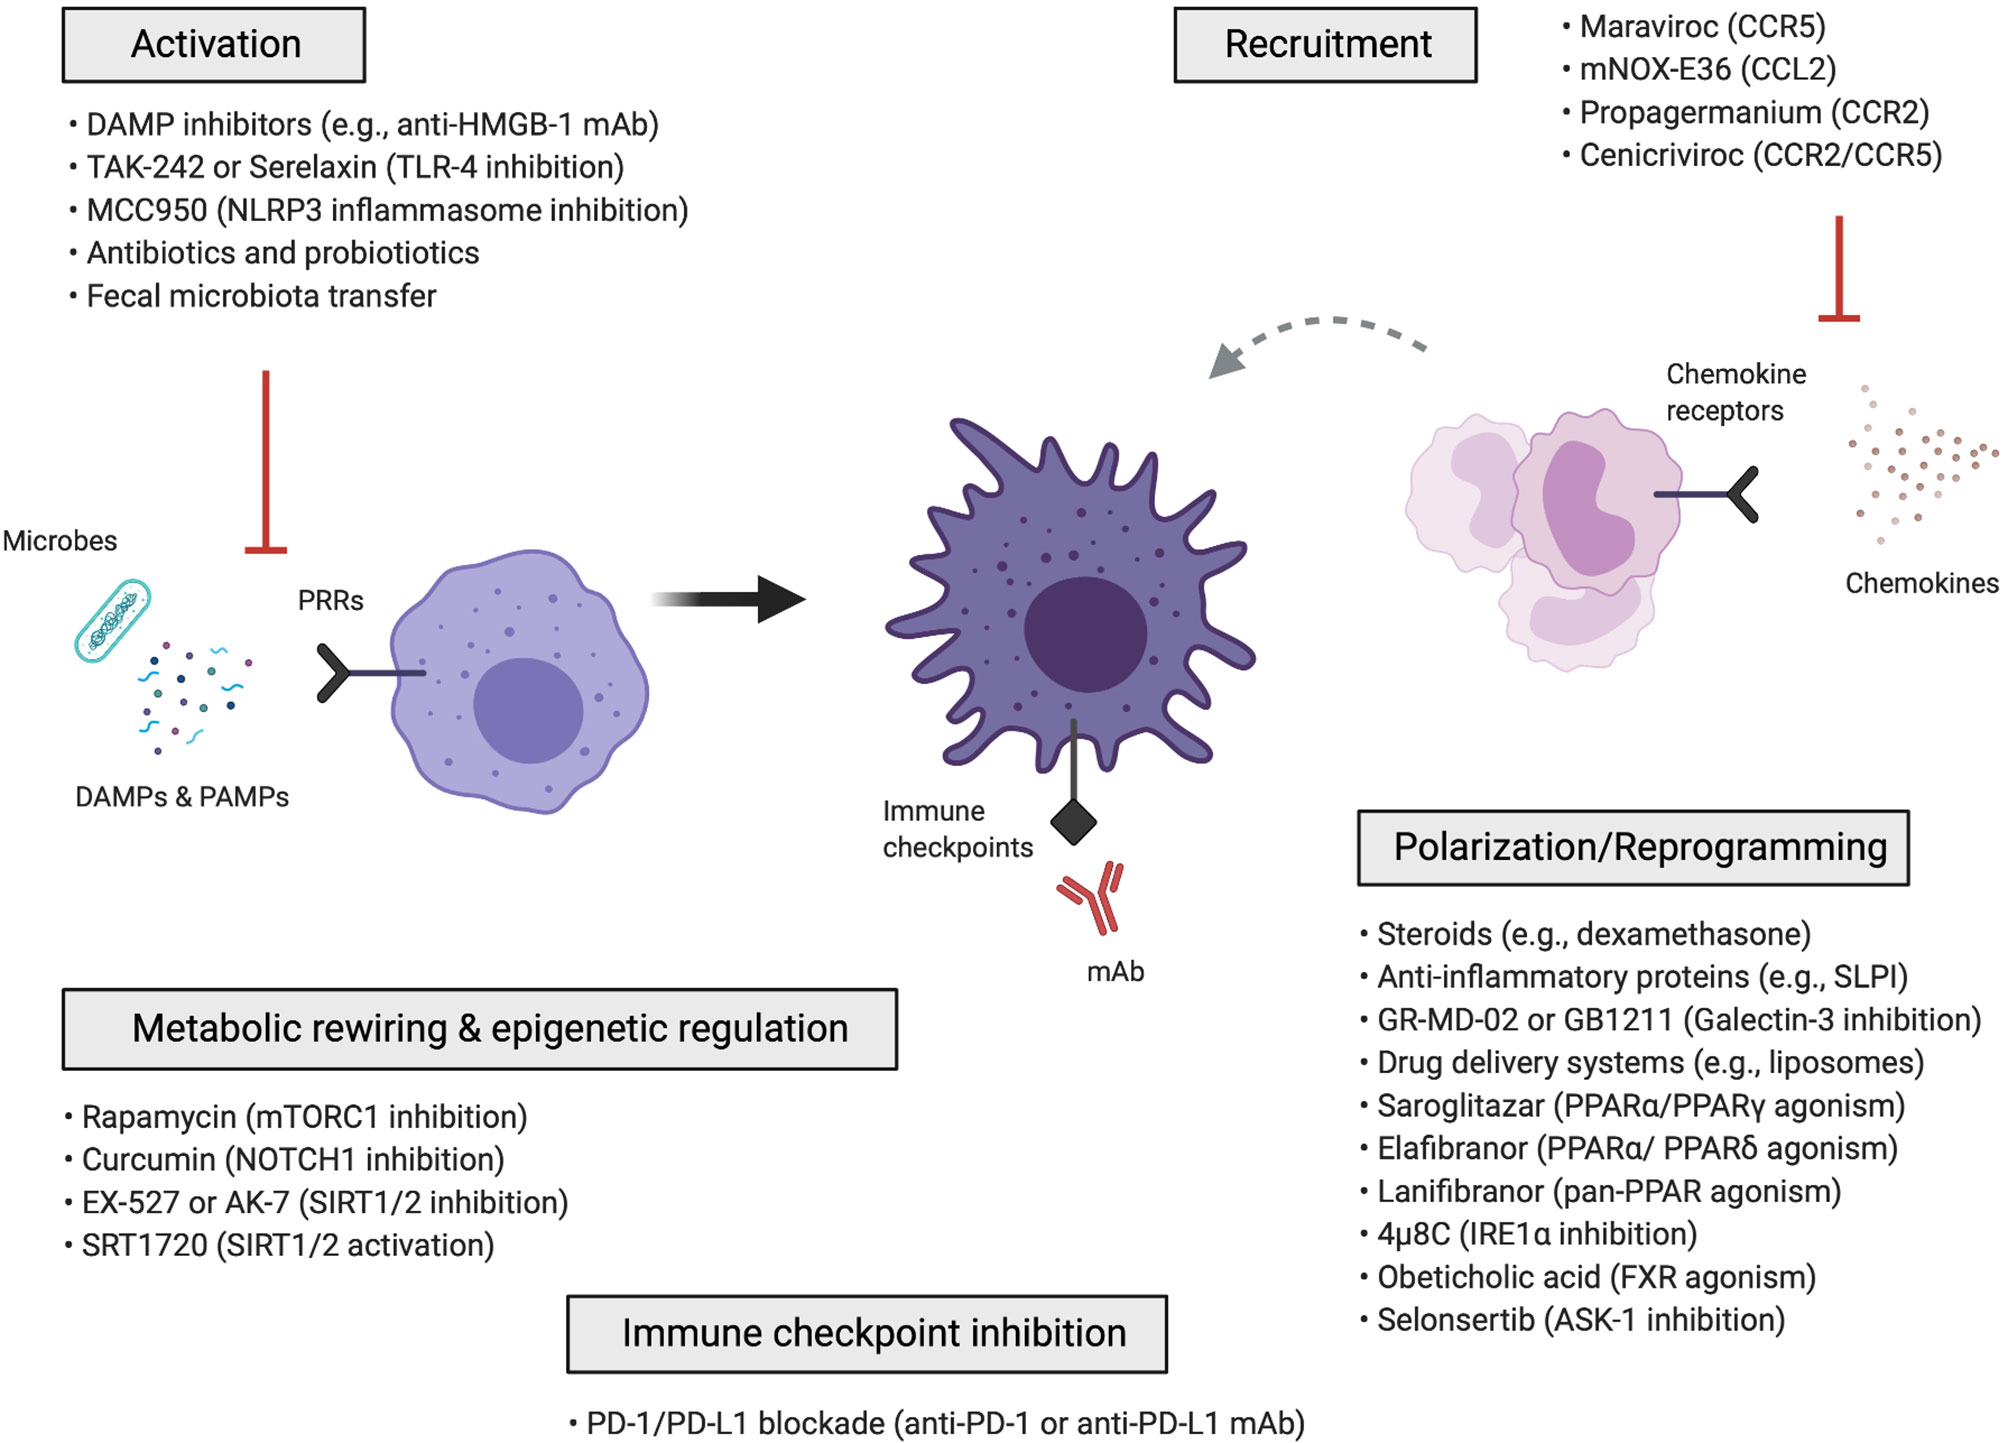 Activation
• DAMP inhibitors (e.g., anti-HMGB-1 mAb)
• TAK-242 or Serelaxin (TLR-4 inhibition)
• MCC950 (NLRP3 inflammasome inhibition)
• Antibiotics and probiotiotics
• Fecal microbiota transfer
Recruitment
• Maraviroc (CCR5)
• mNOX-E36 (CCL2)
• Propagermanium (CCR2)
• Cenicriviroc (CCR2/CCR5)
Microbes
PRRs
DAMPs & PAMPs
Chemokine
receptors
Chemokines
Immune
checkpoints
mAb
Metabolic rewiring & epigenetic regulation
• Rapamycin (mTORC1 inhibition)
• Curcumin (NOTCH1 inhibition)
• EX-527 or AK-7 (SIRT1/2 inhibition)
• SRT1720 (SIRT1/2 activation)
Polarization/Reprogramming
• Steroids (e.g., dexamethasone)
• Anti-inflammatory proteins (e.g., SLPI)
• GR-MD-02 or GB1211 (Galectin-3 inhibition)
• Drug delivery systems (e.g., liposomes)
• Saroglitazar (PPARα/PPARγ agonism)
• Elafibranor (PPARα/ PPARδ agonism)
• Lanifibranor (pan-PPAR agonism)
• 4µ8C (IRE1α inhibition)
• Obeticholic acid (FXR agonism)
• Selonsertib (ASK-1 inhibition)
Immune checkpoint inhibition
• PD-1/PD-L1 blockade (anti-PD-1 or anti-PD-L1 mAb)